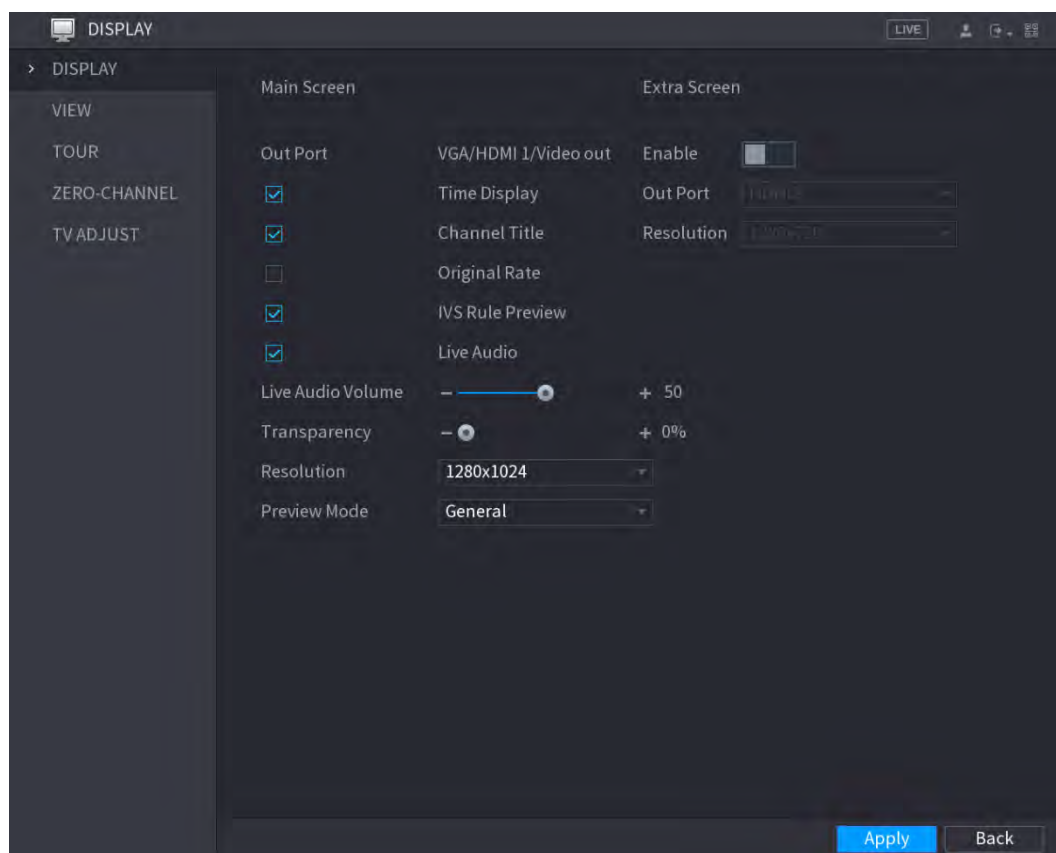 DISPLAY
LIVE
DISPLAY
VIEW
TOUR
ZERO-CHANNEL
TV ADJUST
Main Screen Extra Screen
Out Port VGA/HDMI 1/Video out Enable
Time Display Out Port
Channel Title Resolution
Original Rate
IVS Rule Preview
Live Audio
Live Audio Volume − + 50
Transparency − + 0%
Resolution 1280x1024
Preview Mode General
Apply Back